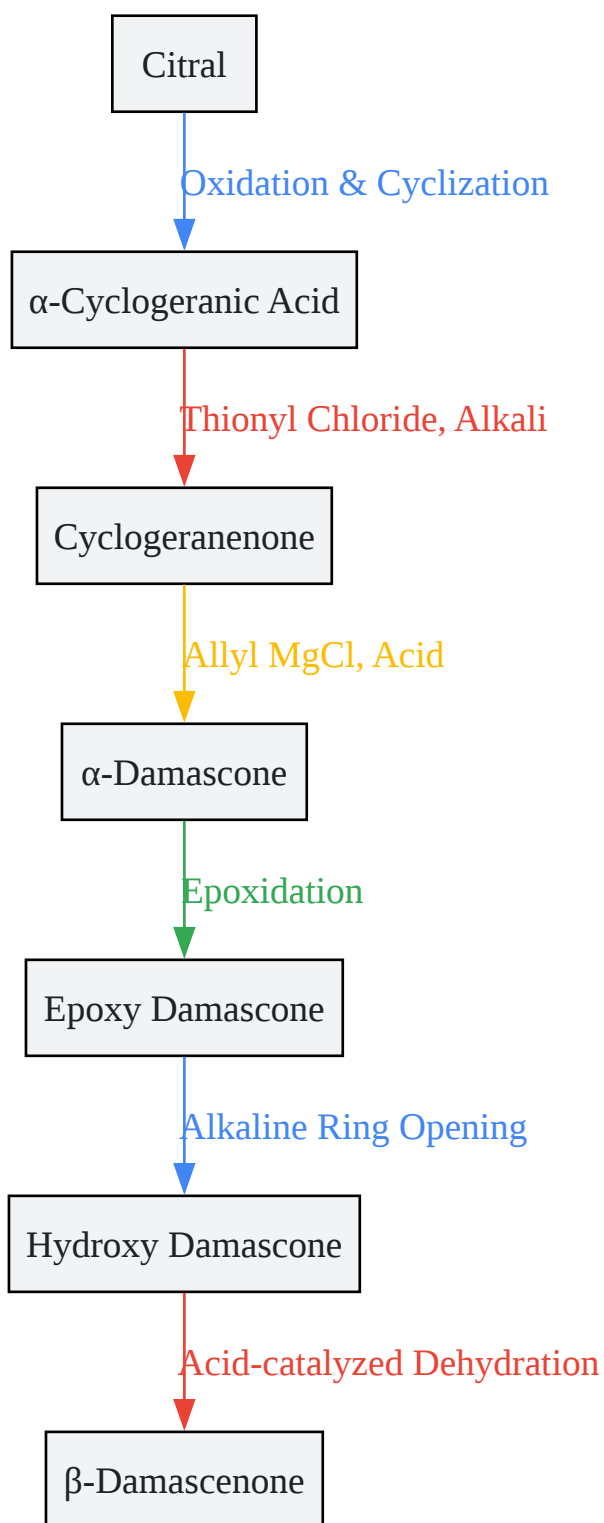 Citral
Oxidation & Cyclization
α-Cyclogeranic Acid
Thionyl Chloride, Alkali
Cyclogeranenone
Allyl MgCl, Acid
α-Damascone
Epoxidation
Epoxy Damascone
Alkaline Ring Opening
Hydroxy Damascone
Acid-catalyzed Dehydration
β-Damascenone